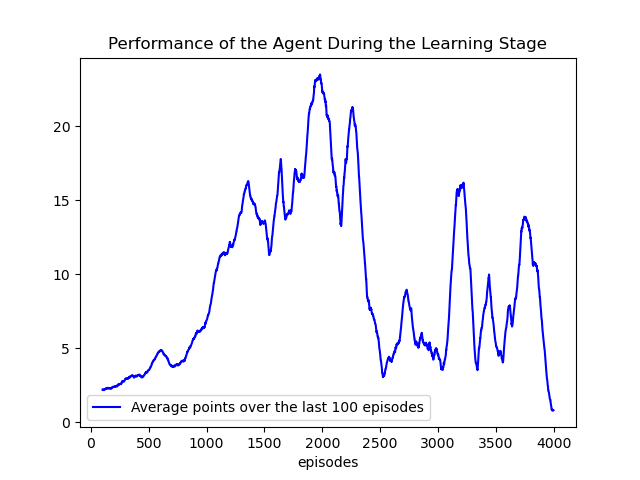 Performance of the Agent During the Learning Stage
20
15
10
5
0
Average points over the last 100 episodes
0 500 1000 1500 2000 2500 3000 3500 4000
episodes